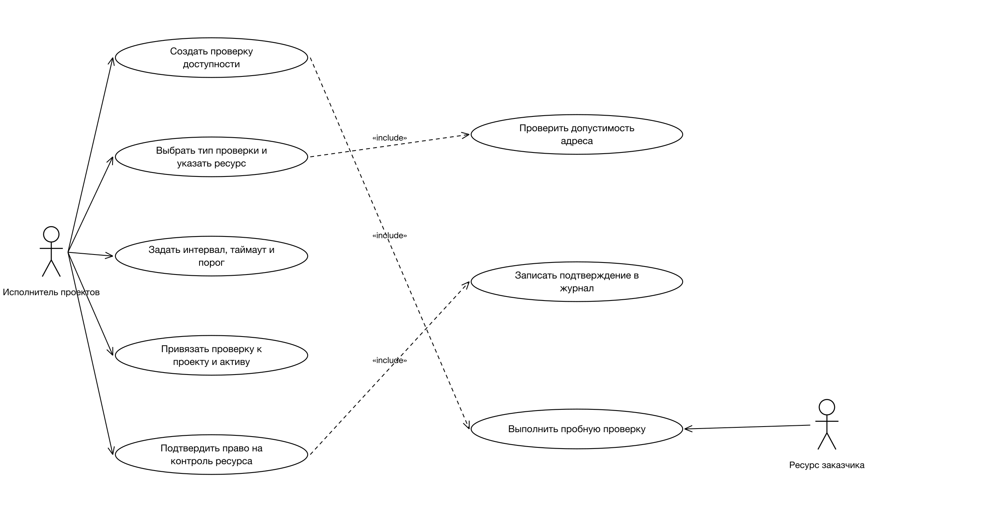 Создать проверку
доступности
Выбрать тип проверки и
указать ресурс
Задать интервал, таймаут и
порог
Исполнитель проектов
Привязать проверку к
проекту и активу
Подтвердить право на
контроль ресурса
«include»
«include»
«include»
Проверить допустимость
адреса
Записать подтверждение в
журнал
Выполнить пробную проверку
Ресурс заказчика